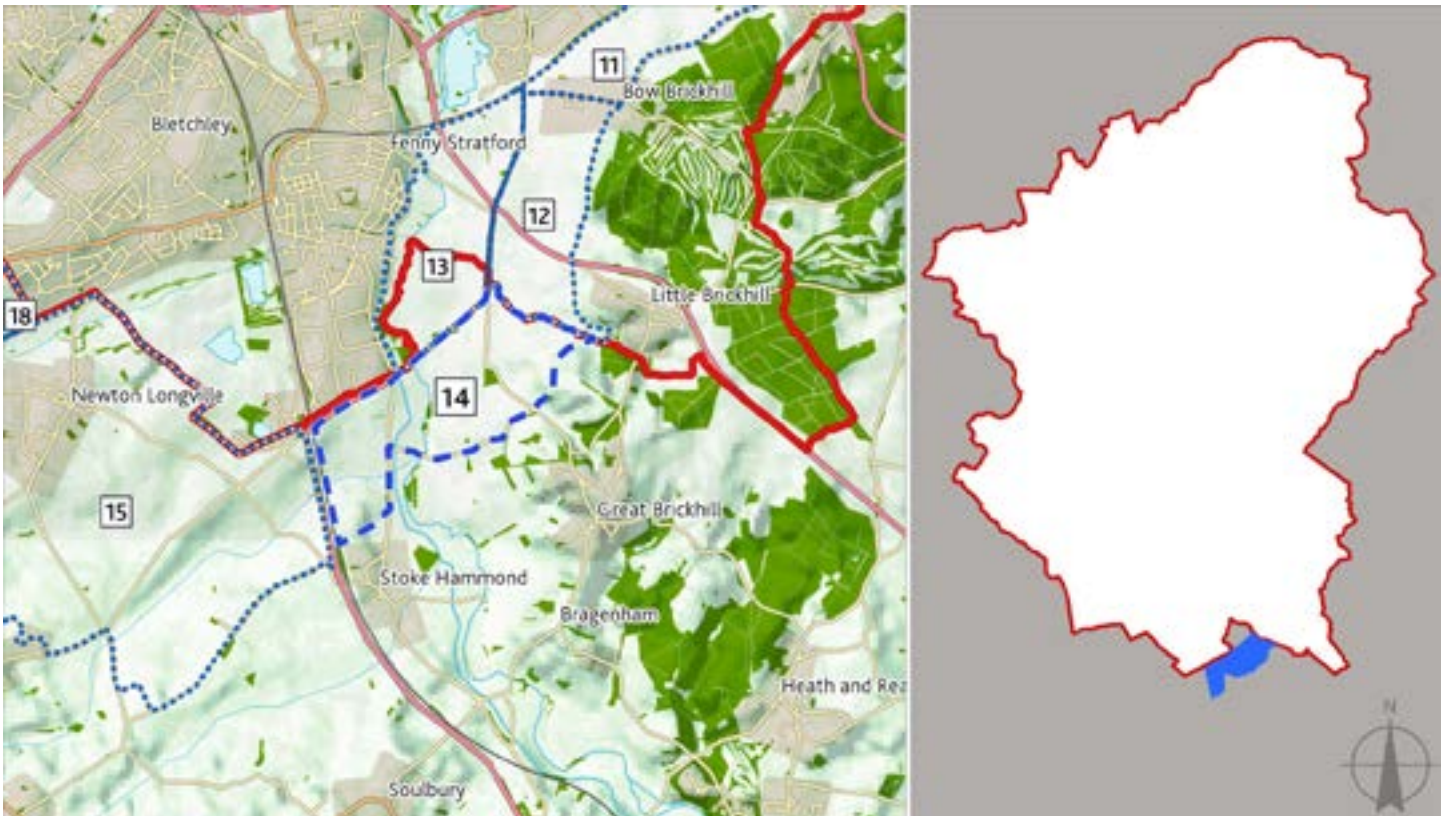 11
Bow Brickhill
Bletchley
Fenny Stratford
12
13
Little Brickhill
18
Newton Longville
14
15
Great Brickhill
Stoke Hammond
Bragenham
Heath and Rea
Soulbury
N